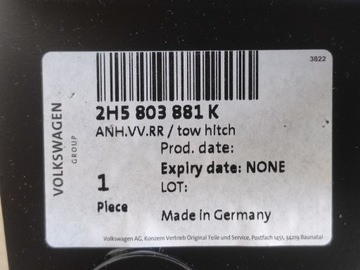 3822
VOLKSWAGEN
GROUP
2H5 803 881 K
ANH.VV.RR / tow hitch
Prod. date:
Expiry date: NONE
1
LOT:
Piece
Made in Germany
Volkswagen AG, Konzern Vertrieb Original Teile und Service, Postfach 1451, 34219 Baunatal